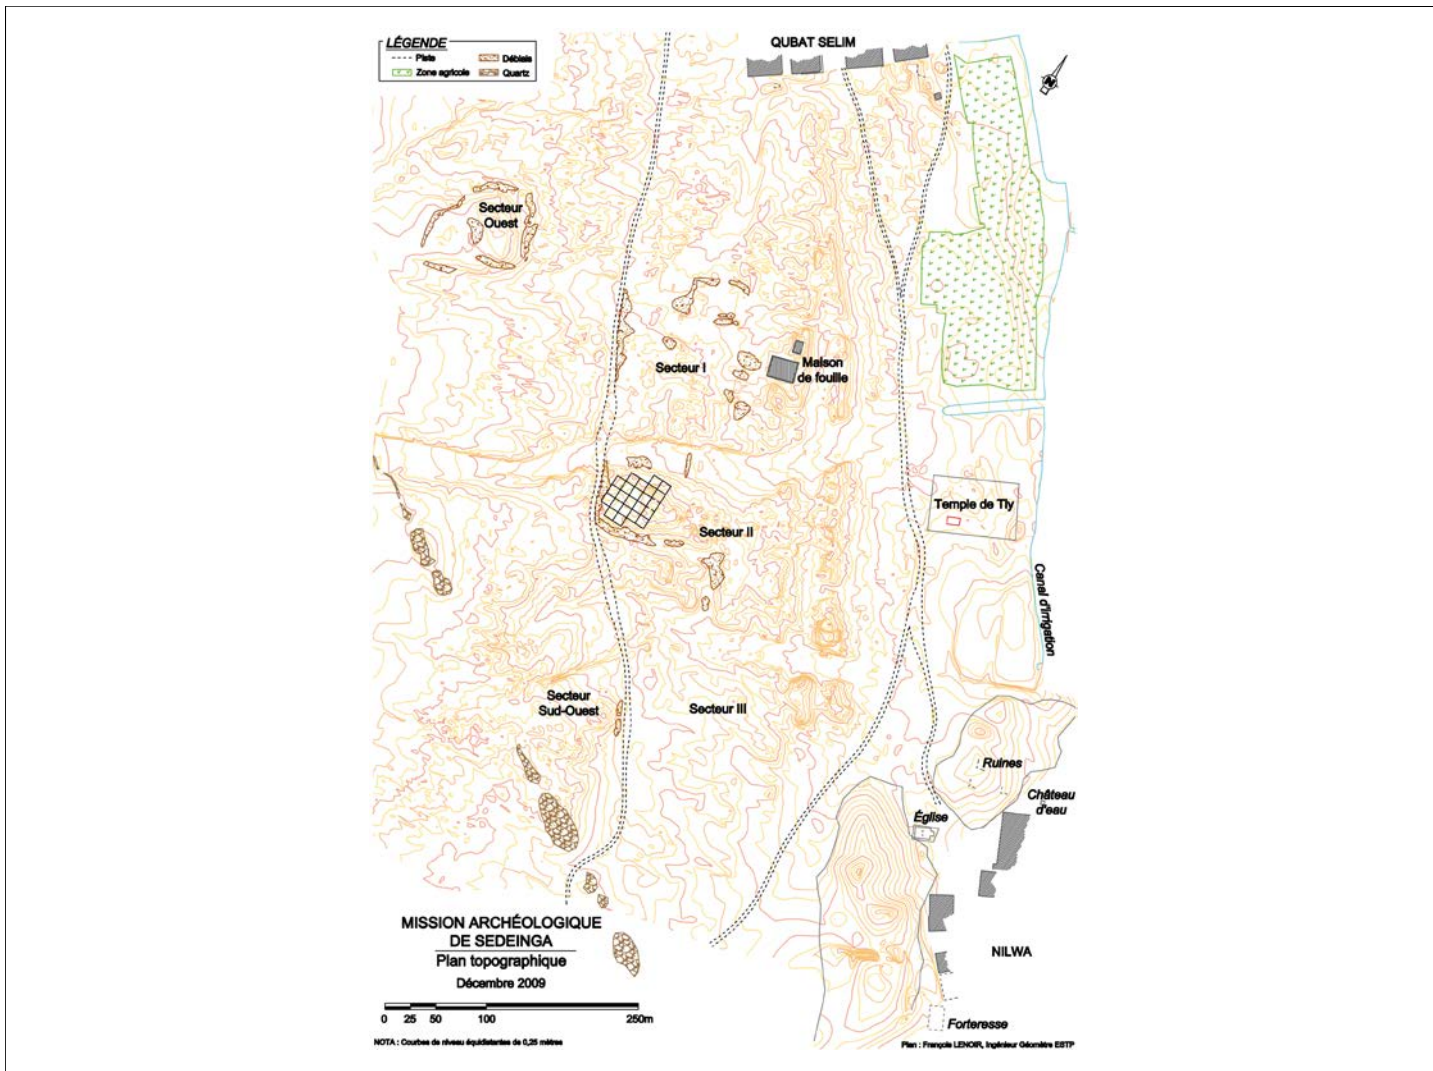 LÉGENDE
Piste
Déblais
Zone agricole
Quartz
QUBAT SELIM
N
Secteur
Ouest
Secteur I
Maison
de fouille
Temple de Tiy
Secteur II
Canal d'irrigation
Secteur
Sud-Ouest
Secteur III
Ruines
Château
d'eau
Église
MISSION ARCHÉOLOGIQUE
DE SEDEINGA
Plan topographique
Décembre 2009
NILWA
0 25 50 100 250m
Forteresse
NOTA : Courbes de niveau équidistantes de 0,25 mètres
Plan : François LENOIR, Ingénieur Géomètre ESTP